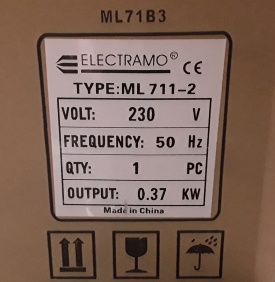 ML71B3
ELECTRAMO® CE
TYPE:ML 711-2
VOLT: 230 V
FREQUENCY: 50 Hz
QTY: 1 PC
OUTPUT: 0.37 KW
Made in China